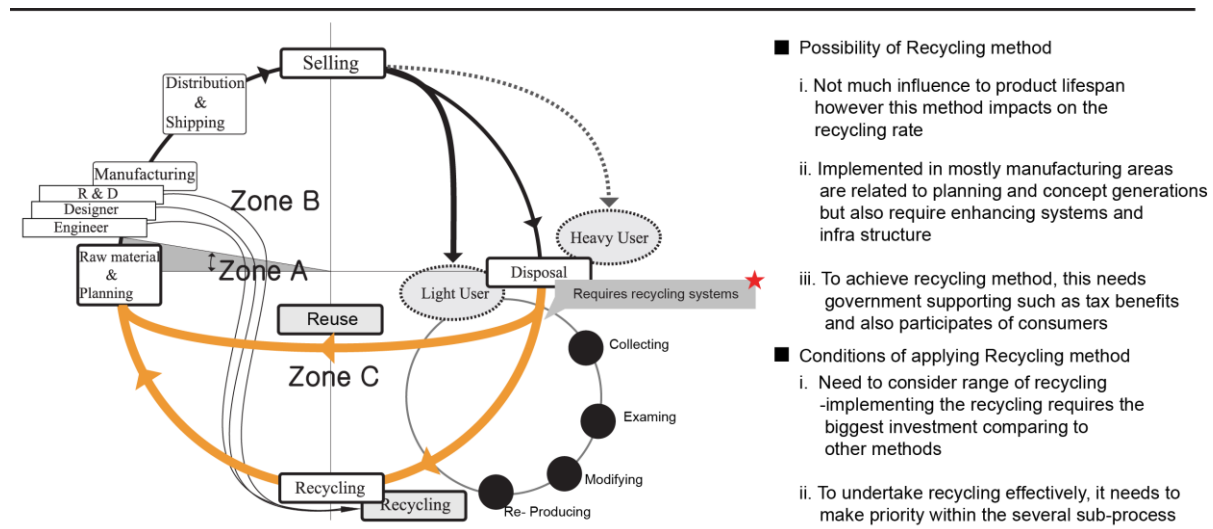 Selling
Distribution
&
Shipping
Manufacturing
R & D
Designer
Engineer
Raw material
&
Planning
Zone B
Zone A
Heavy User
Disposal
Light User
Requires recycling systems
Reuse
Zone C
Collecting
Examing
Modifying
Re- Producing
Recycling
Recycling
■ Possibility of Recycling method
i. Not much influence to product lifespan
however this method impacts on the
recycling rate
ii. Implemented in mostly manufacturing areas
are related to planning and concept generations
but also require enhancing systems and
infra structure
iii. To achieve recycling method, this needs
government supporting such as tax benefits
and also participates of consumers
■ Conditions of applying Recycling method
i. Need to consider range of recycling
-implementing the recycling requires the
biggest investment comparing to
other methods
ii. To undertake recycling effectively, it needs to
make priority within the several sub-process